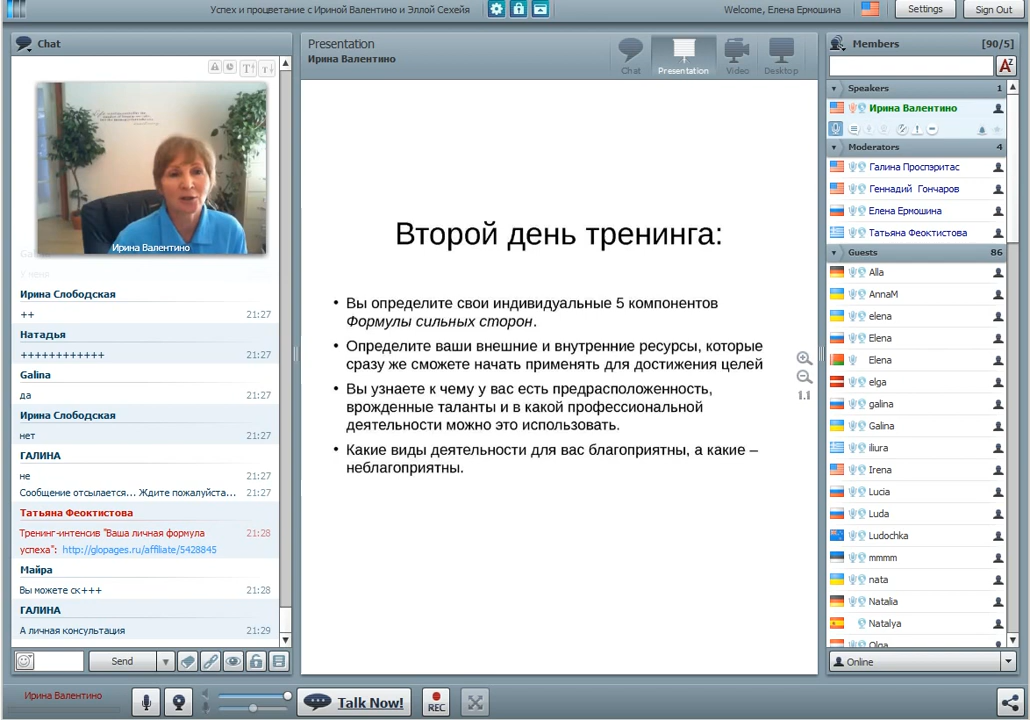 Успех и процветание с Ириной Валентино и Эллой Сехейя
Welcome, Елена Ермошина
Settings
Sign Out
Chat
Ирина Валентино
У меня
Ирина Слободская
++ 21:27
Наталья
++++++++++++ 21:27
Galina
да 21:27
Ирина Слободская
нет 21:27
ГАЛИНА
не 21:27
Сообщение отсылается... Ждите пожалуйста... 21:27
Татьяна Феоктистова
Тренинг-интенсив "Ваша личная формула 21:28
успеха": http://glopages.ru/affiliate/5428845
Майра
Вы можете ск+++ 21:28
ГАЛИНА
А личная консультация 21:29
Send
Presentation
Ирина Валентино
Chat
Presentation
Video
Desktop
Второй день тренинга:
• Вы определите свои индивидуальные 5 компонентов
Формулы сильных сторон.
• Определите ваши внешние и внутренние ресурсы, которые
сразу же сможете начать применять для достижения целей
• Вы узнаете к чему у вас есть предрасположенность,
врожденные таланты и в какой профессиональной
деятельности можно это использовать.
• Какие виды деятельности для вас благоприятны, а какие –
неблагоприятны.
1.1
Members [90/5]
Speakers 1
Ирина Валентино
Moderators 4
Галина Проспэритас
Геннадий Гончаров
Елена Ермошина
Татьяна Феоктистова
Guests 86
Alla
AnnaM
elena
Elena
Elena
elga
galina
Galina
iliura
Irena
Lucia
Luda
Ludochka
mmmm
nata
Natalia
Natalya
Olga
Online
Ирина Валентино
Talk Now!
REC